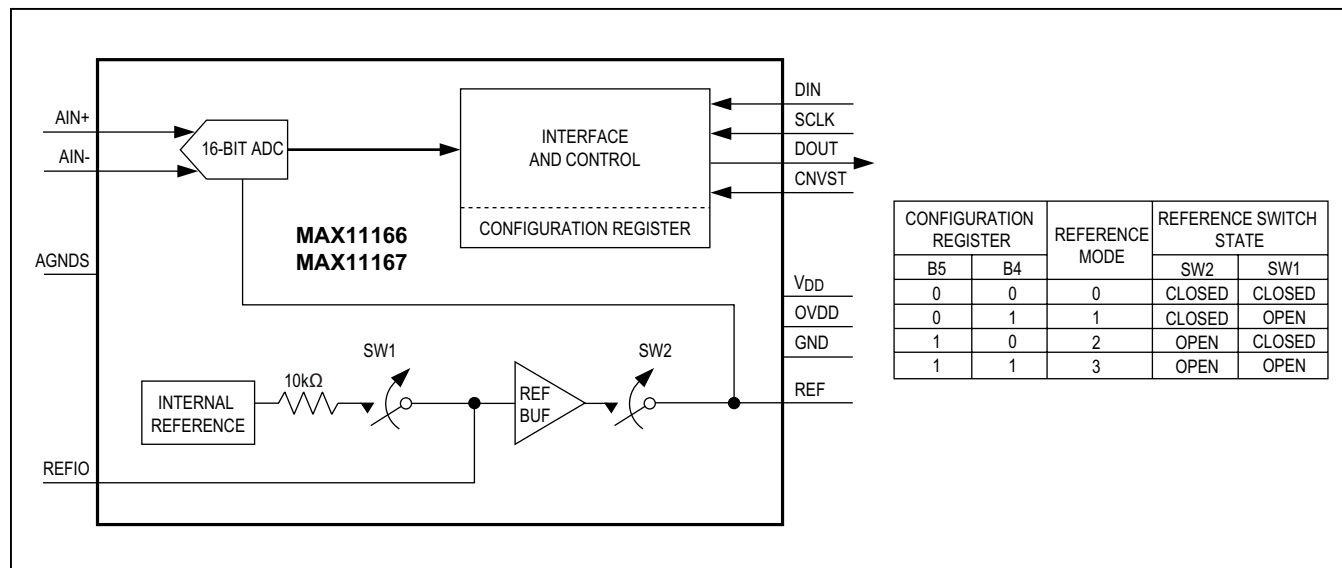 AIN+
AIN-
AGNDS
REFIO
16-BIT ADC
INTERFACE
AND CONTROL
CONFIGURATION REGISTER
MAX11166
MAX11167
INTERNAL
REFERENCE
10kΩ
SW1
REF
BUF
SW2
DIN
SCLK
DOUT
CNVST
VDD
OVDD
GND
REF
CONFIGURATION REGISTER REFERENCE MODE REFERENCE SWITCH STATE
B5 B4 SW2 SW1
0 0 0 CLOSED CLOSED
0 1 1 CLOSED OPEN
1 0 2 OPEN CLOSED
1 1 3 OPEN OPEN